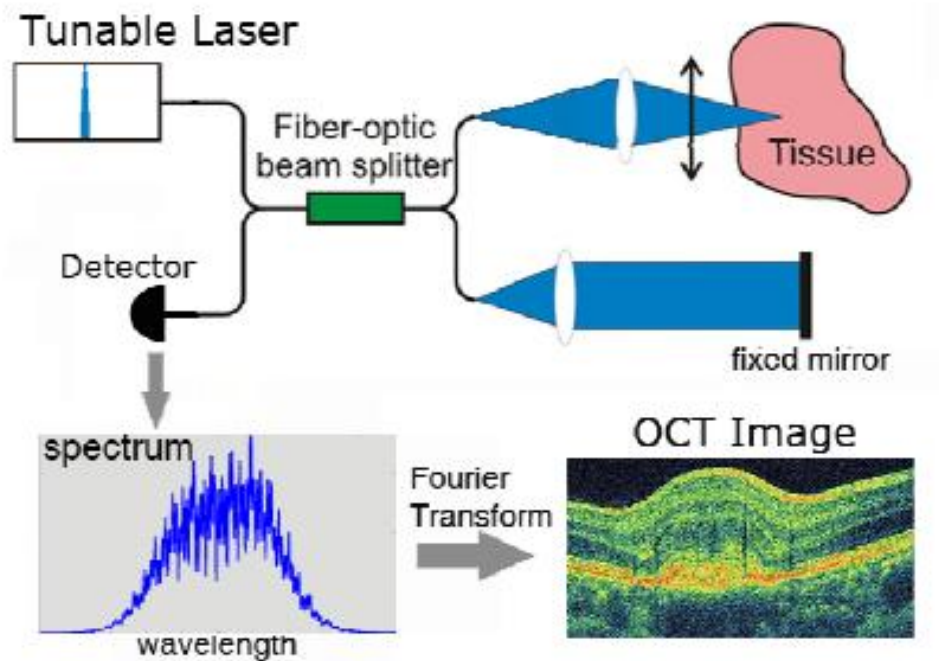 Tunable Laser
Fiber-optic
beam splitter
Tissue
Detector
fixed mirror
spectrum
wavelength
Fourier
Transform
OCT Image